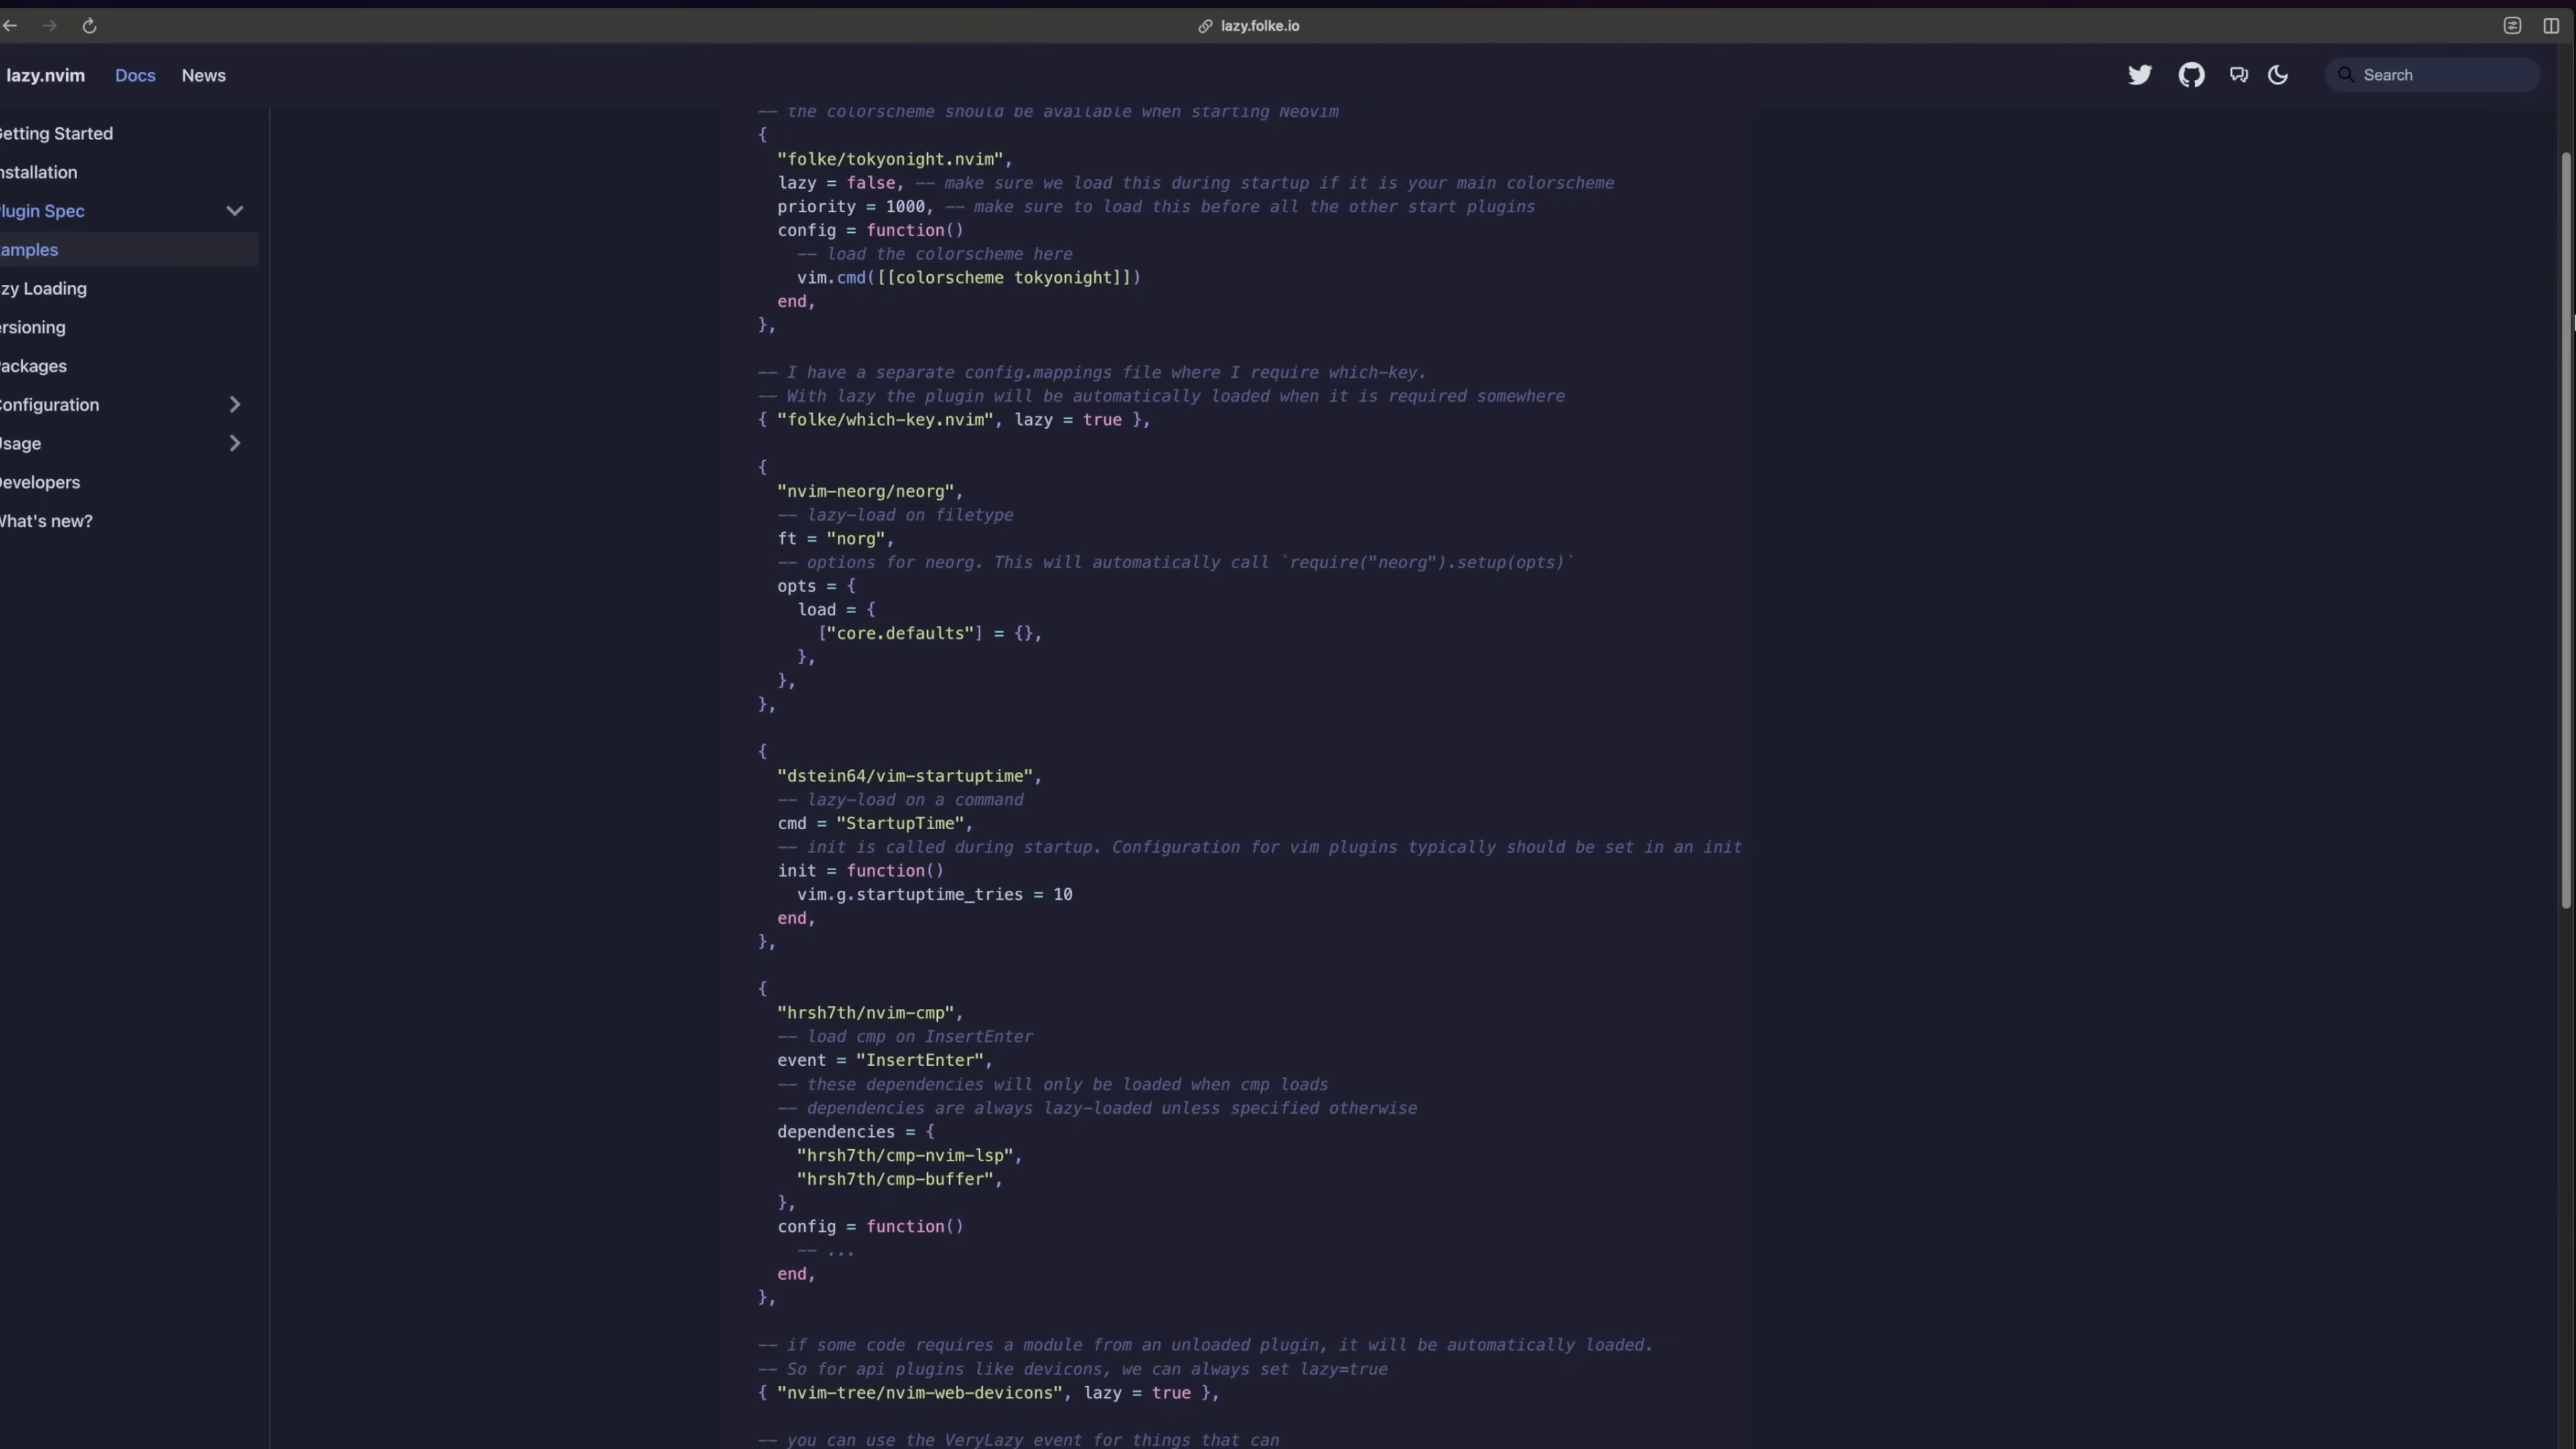 lazy.folke.io
lazy.nvim Docs News Search
etting Started
nstallation
lugin Spec
amples
zy Loading
ersioning
ackages
onfiguration
sage
evelopers
hat's new?
-- the colorscheme should be available when starting Neovim
{
"folke/tokyonight.nvim",
lazy = false, -- make sure we load this during startup if it is your main colorscheme
priority = 1000, -- make sure to load this before all the other start plugins
config = function()
-- load the colorscheme here
vim.cmd([[colorscheme tokyonight]])
end,
},
-- I have a separate config.mappings file where I require which-key.
-- With lazy the plugin will be automatically loaded when it is required somewhere
{ "folke/which-key.nvim", lazy = true },
{
"nvim-neorg/neorg",
-- lazy-load on filetype
ft = "norg",
-- options for neorg. This will automatically call `require("neorg").setup(opts)`
opts = {
load = {
["core.defaults"] = {},
},
},
},
{
"dstein64/vim-startuptime",
-- lazy-load on a command
cmd = "StartupTime",
-- init is called during startup. Configuration for vim plugins typically should be set in an init
init = function()
vim.g.startuptime_tries = 10
end,
},
{
"hrsh7th/nvim-cmp",
-- load cmp on InsertEnter
event = "InsertEnter",
-- these dependencies will only be loaded when cmp loads
-- dependencies are always lazy-loaded unless specified otherwise
dependencies = {
"hrsh7th/cmp-nvim-lsp",
"hrsh7th/cmp-buffer",
},
config = function()
-- ...
end,
},
-- if some code requires a module from an unloaded plugin, it will be automatically loaded.
-- So for api plugins like devicons, we can always set lazy=true
{ "nvim-tree/nvim-web-devicons", lazy = true },
-- you can use the VeryLazy event for things that can